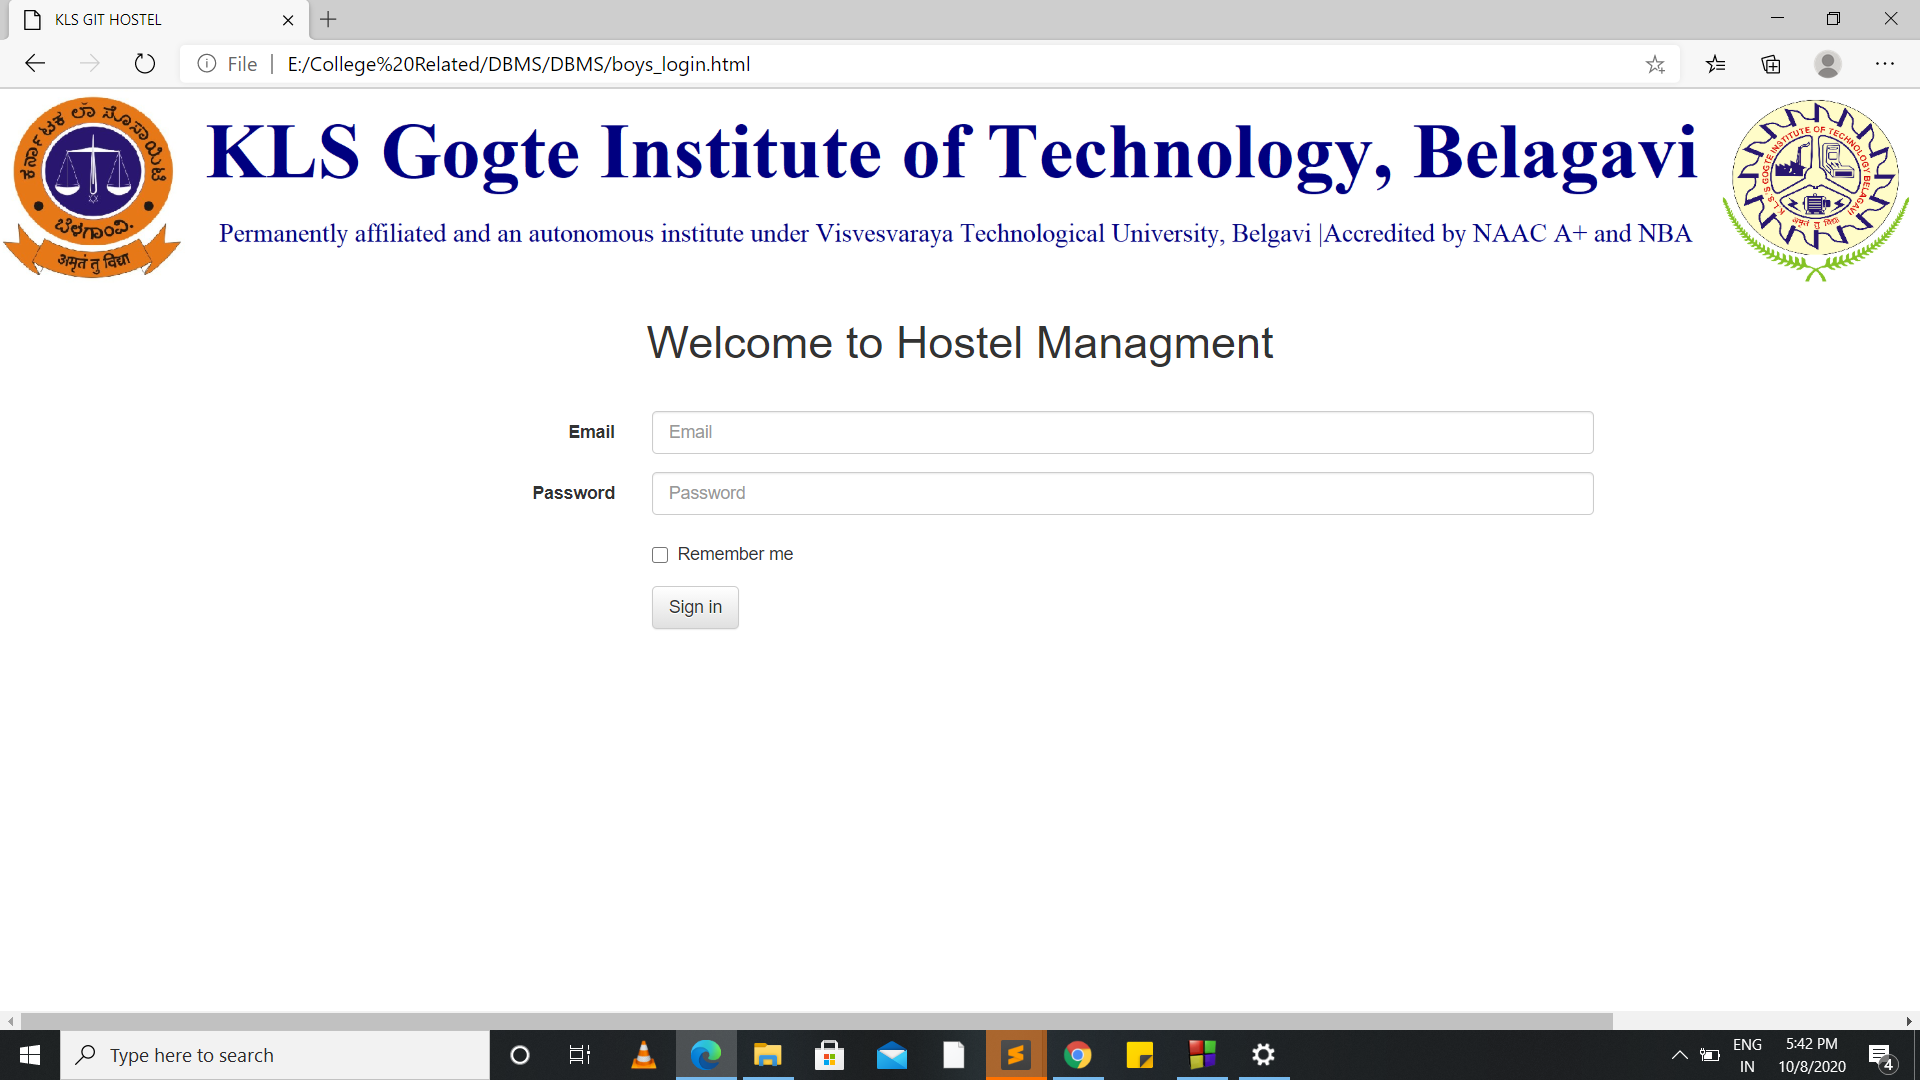 KLS GIT HOSTEL
File
E:/College%20Related/DBMS/DBMS/boys_login.html
ಕರ್ನಾಟಕ ಲಾ ಸೊಸಾಯಿಟಿ
ಬೆಳಗಾಂವಿ.
अमृतं तु विद्या
KLS Gogte Institute of Technology, Belagavi
Permanently affiliated and an autonomous institute under Visvesvaraya Technological University, Belgavi |Accredited by NAAC A+ and NBA
K L S GOGTE INSTITUTE OF TECHNOLOGY BELAGAVI
अमृतं तु विद्या
Welcome to Hostel Managment
Email
Email
Password
Password
Remember me
Sign in
Type here to search
ENG
IN
5:42 PM
10/8/2020
4